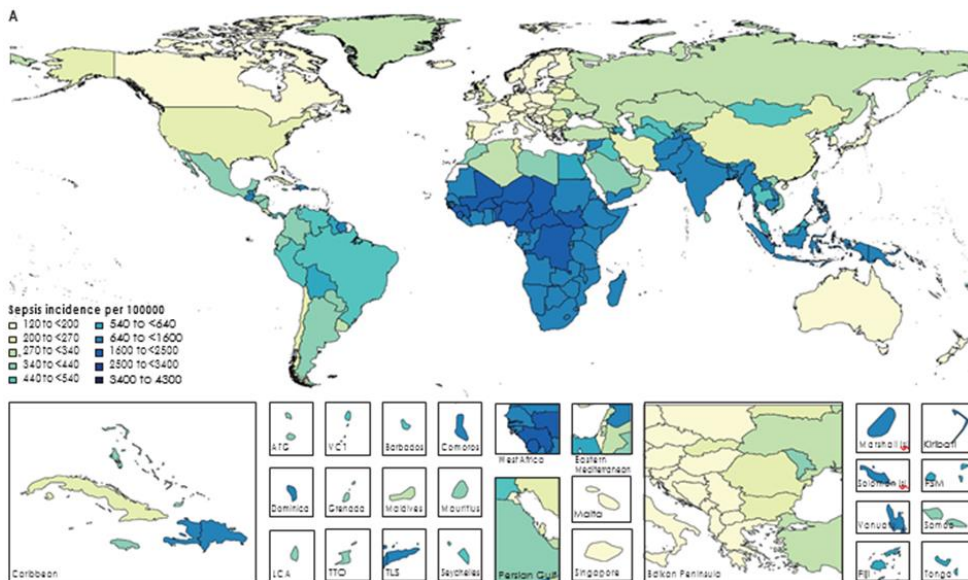 A
Sepsis incidence per 100000
120 to <200
200 to <270
270 to <340
340 to <440
440 to <540
540 to <640
640 to <1600
1600 to <2500
2500 to <3400
3400 to 4300
Caribbean
ATG
VCT
Barbados
Comoros
Dominica
Grenada
Maldives
Mauritus
LCA
TTO
TLS
Seychelles
West Africa
Eastern
Mediterranean
Persian Gulf
Malta
Singapore
Balkan Peninsula
Marshall Isl
Kiribati
Solomon Isl
FSM
Vanuatu
Samoa
Fiji
Tonga